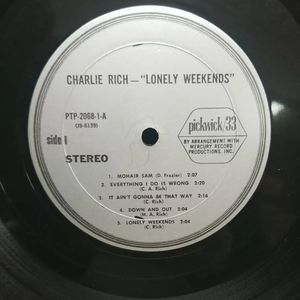 CHARLIE RICH — "LONELY WEEKENDS"
PTP-2068-1-A
(JS-6139)
side 1
STEREO
pickwick/33
BY ARRANGEMENT WITH
MERCURY RECORD
PRODUCTIONS, INC.
1. MOHAIR SAM (D. Frazier) 2:07
2. EVERYTHING I DO IS WRONG 2:20
(C. A. Rich)
3. IT AIN'T GONNA BE THAT WAY 2:14
(C. A. Rich)
4. DOWN AND OUT 2:04
(M. A. Rich)
5. LONELY WEEKENDS 2:04
(C. Rich)